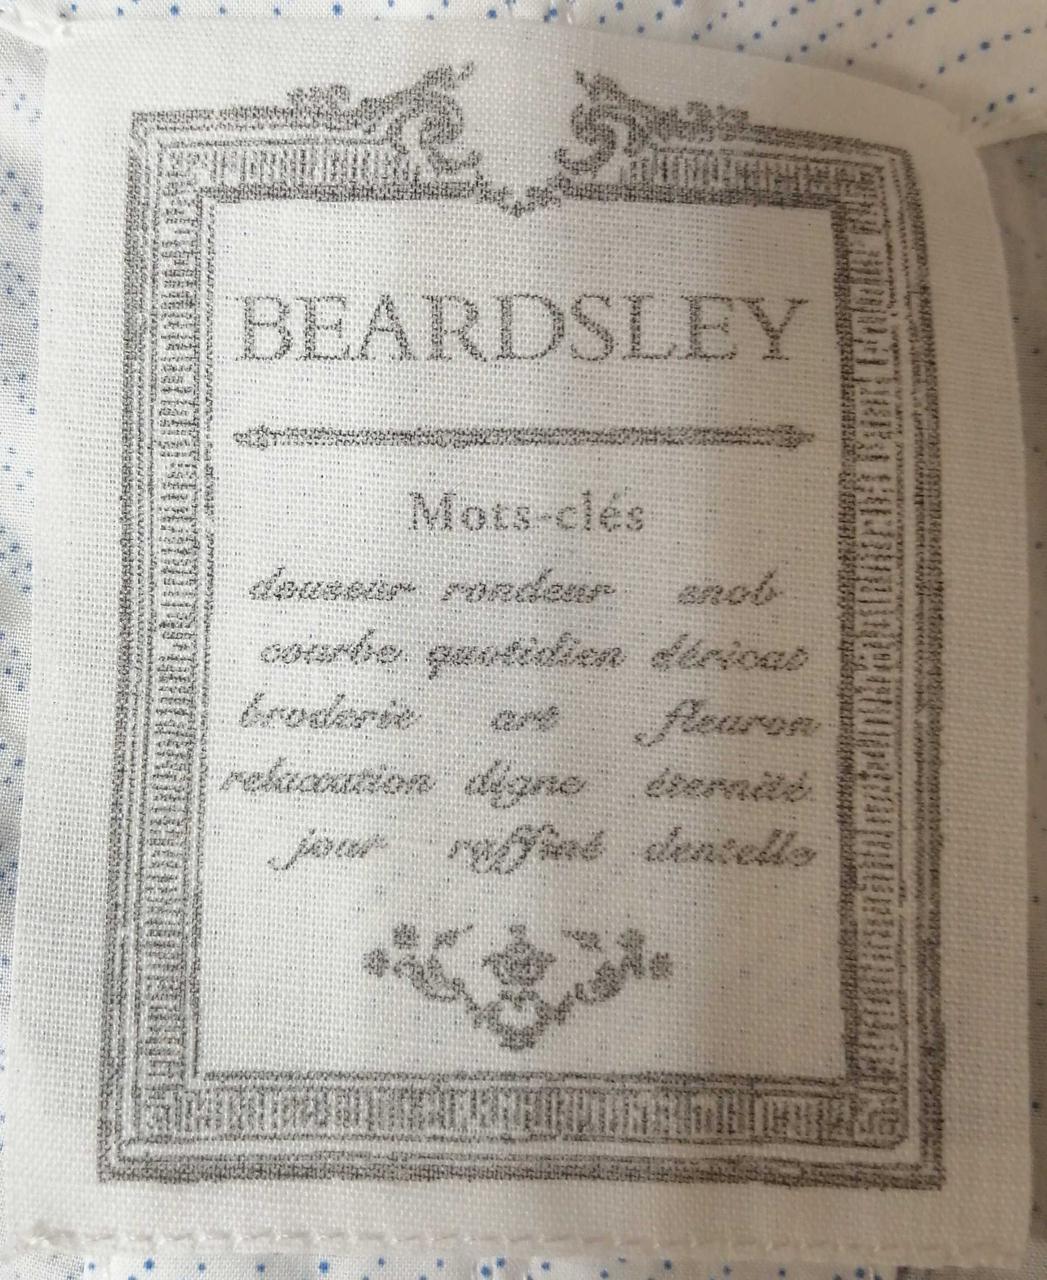 BEARDSLEY
Mots-clés
douceur rondeur snob
courbe quotidien délicat
broderie art fleuron
relaxation digne éternité
jour raffiné dentelle